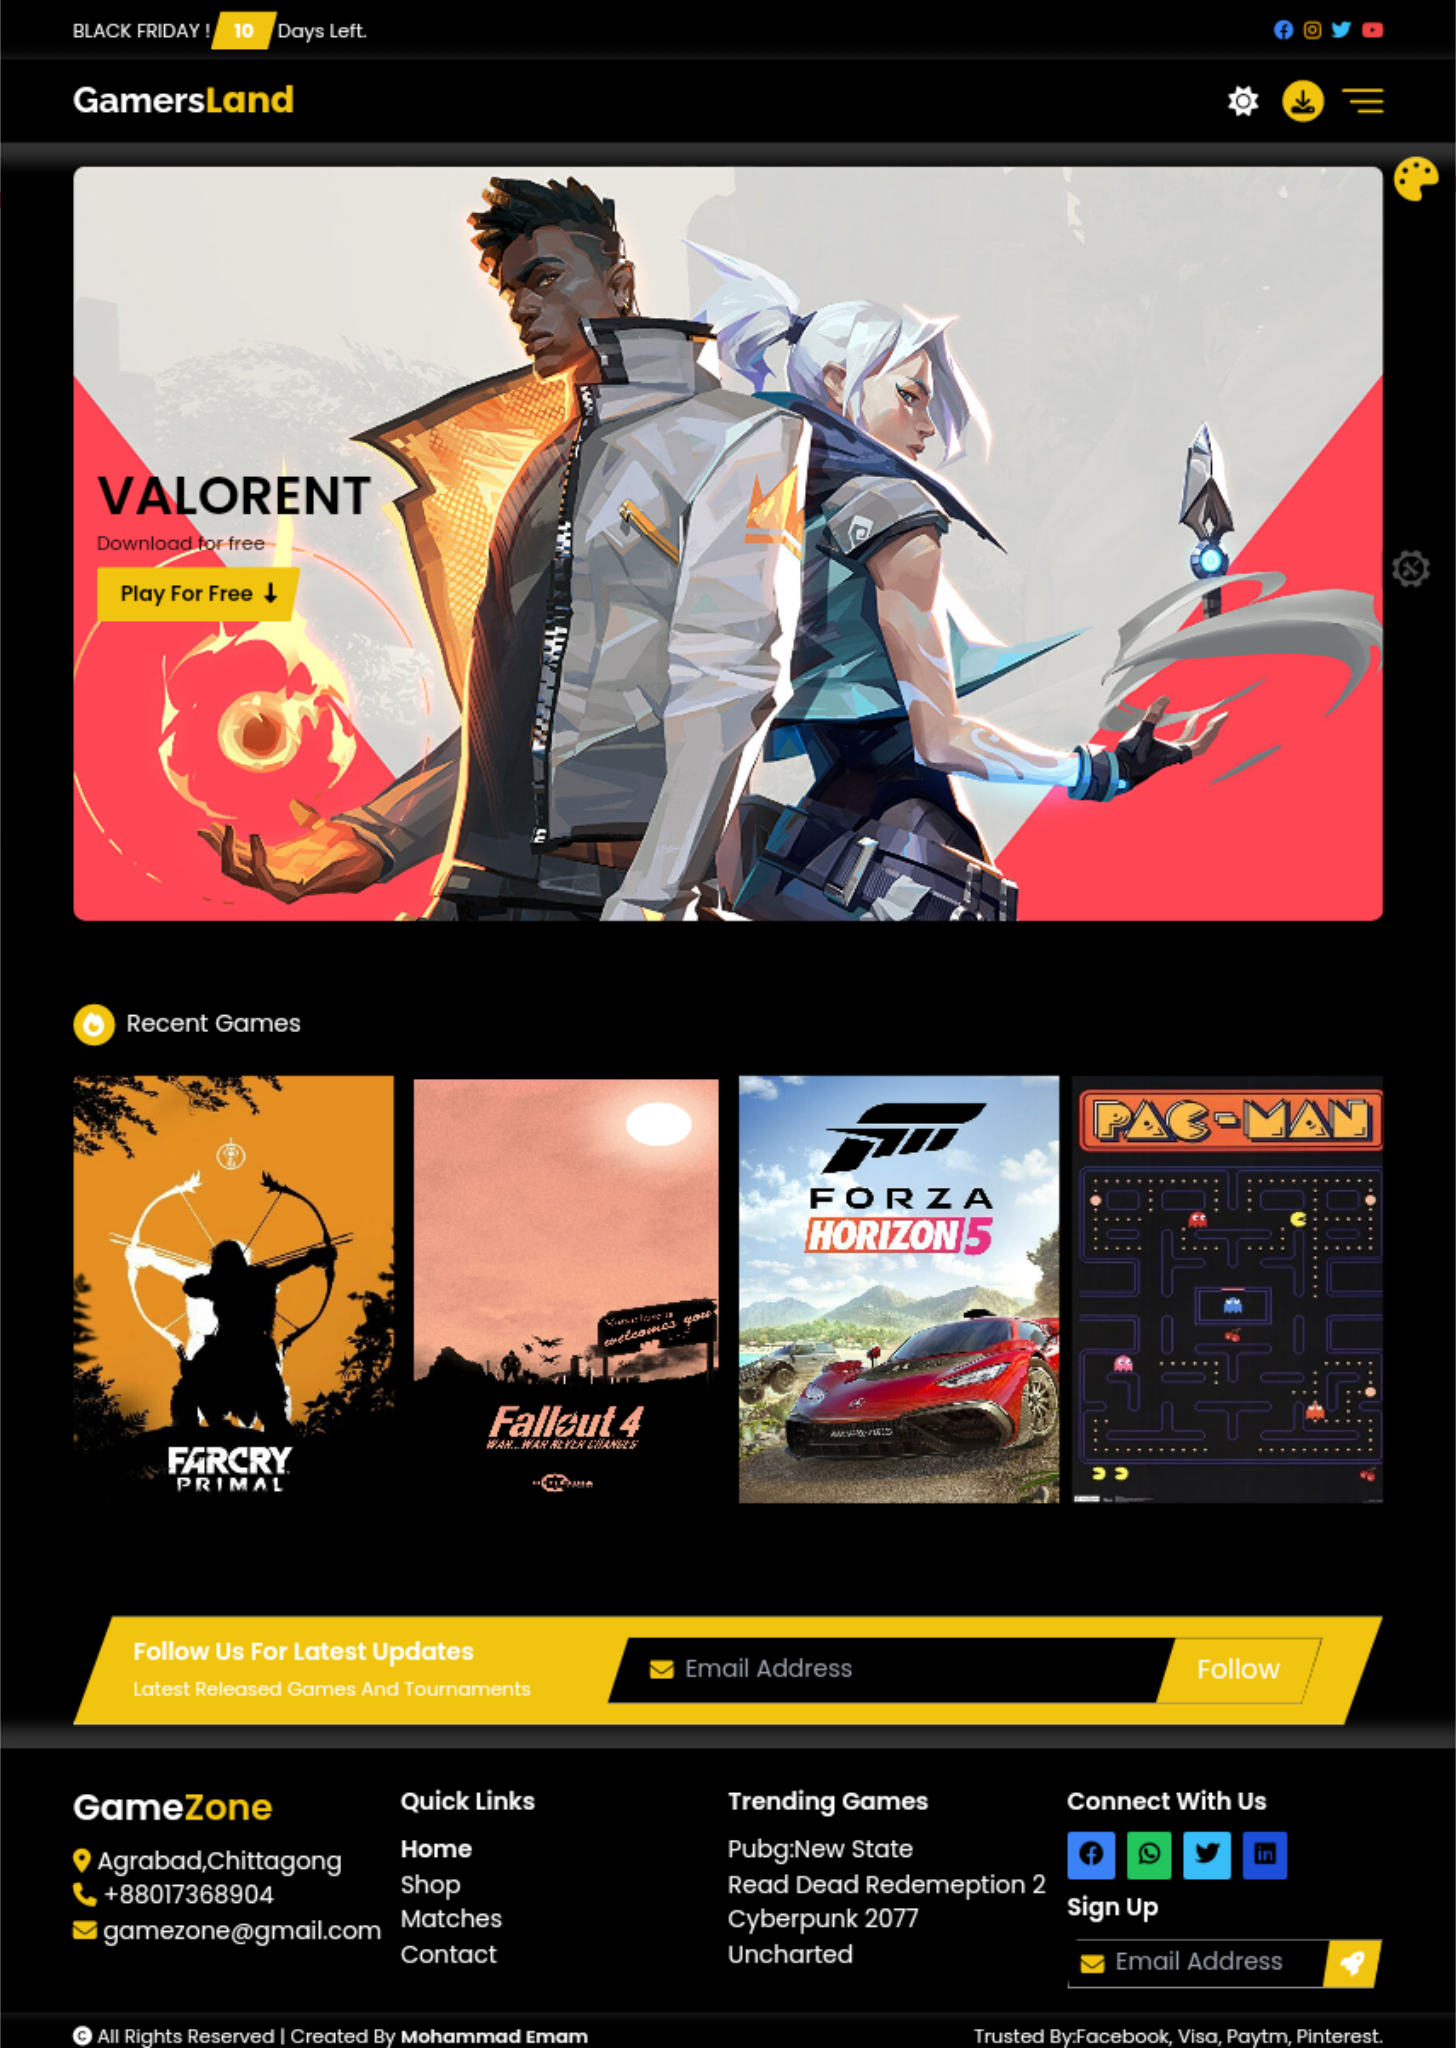 BLACK FRIDAY ! 10 Days Left.
GamersLand
VALORENT
Download for free
Play For Free
Recent Games
FARCRY
PRIMAL
welcomes you
Fallout 4
WAR...WAR NEVER CHANGES
FORZA
HORIZON 5
PAC-MAN
Follow Us For Latest Updates
Latest Released Games And Tournaments
Email Address
Follow
GameZone
Agrabad,Chittagong
+88017368904
gamezone@gmail.com
Quick Links
Home
Shop
Matches
Contact
Trending Games
Pubg:New State
Read Dead Redemeption 2
Cyberpunk 2077
Uncharted
Connect With Us
Sign Up
Email Address
All Rights Reserved | Created By Mohammad Emam
Trusted By:Facebook, Visa, Paytm, Pinterest.